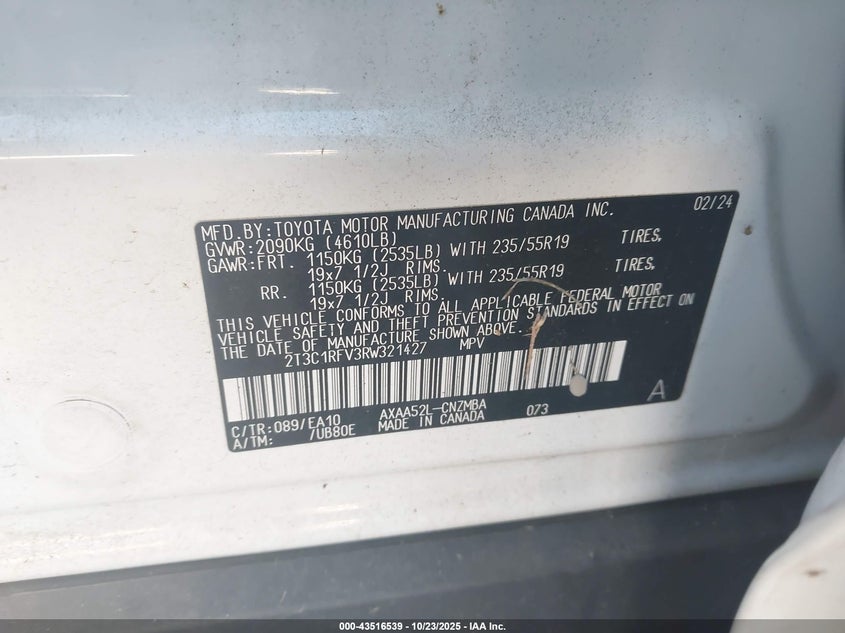 MFD.BY:TOYOTA MOTOR MANUFACTURING CANADA INC. 02/24
GVWR:2090KG (4610LB)
GAWR:FRT. 1150KG (2535LB) WITH 235/55R19 TIRES,
19x7 1/2J RIMS.
RR. 1150KG (2535LB) WITH 235/55R19 TIRES,
19x7 1/2J RIMS.
THIS VEHICLE CONFORMS TO ALL APPLICABLE FEDERAL MOTOR
VEHICLE SAFETY AND THEFT PREVENTION STANDARDS IN EFFECT ON
THE DATE OF MANUFACTURE SHOWN ABOVE.
2T3C1RFV3RW321427 MPV
C/TR:089/EA10 AXAA52L-CNZMBA 073 A
A/TM: /UB80E MADE IN CANADA
000-43516539 - 10/23/2025 - IAA Inc.